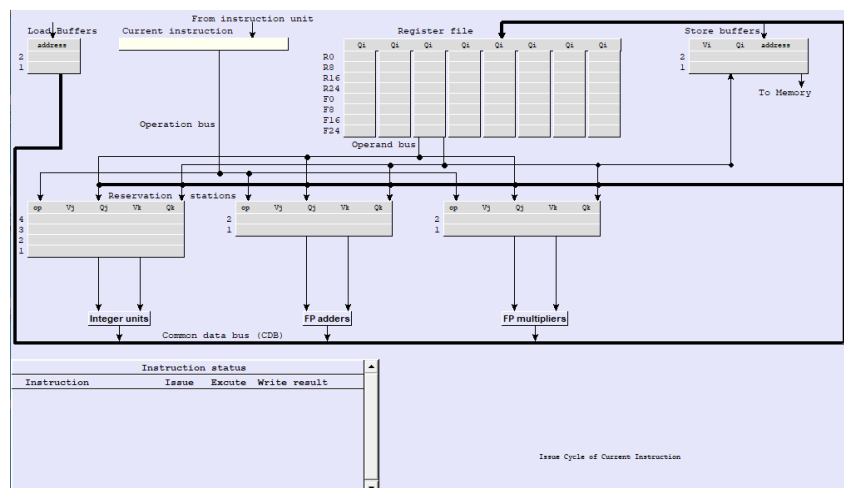 From instruction unit
Load Buffers Current instruction Register file Store buffers
address Qi Qi Qi Qi Qi Qi Qi Qi Vi Qi address
2 R0 2
1 R8 1
R16
R24 To Memory
F0
F8
Operation bus F16
F24
Operand bus
Reservation stations
op Vj Qj Vk Qk op Vj Qj Vk Qk op Vj Qj Vk Qk
4 2 2
3 1 1
2
1
Integer units FP adders FP multipliers
Common data bus (CDB)
Instruction status
Instruction Issue Excute Write result
Issue Cycle of Current Instruction